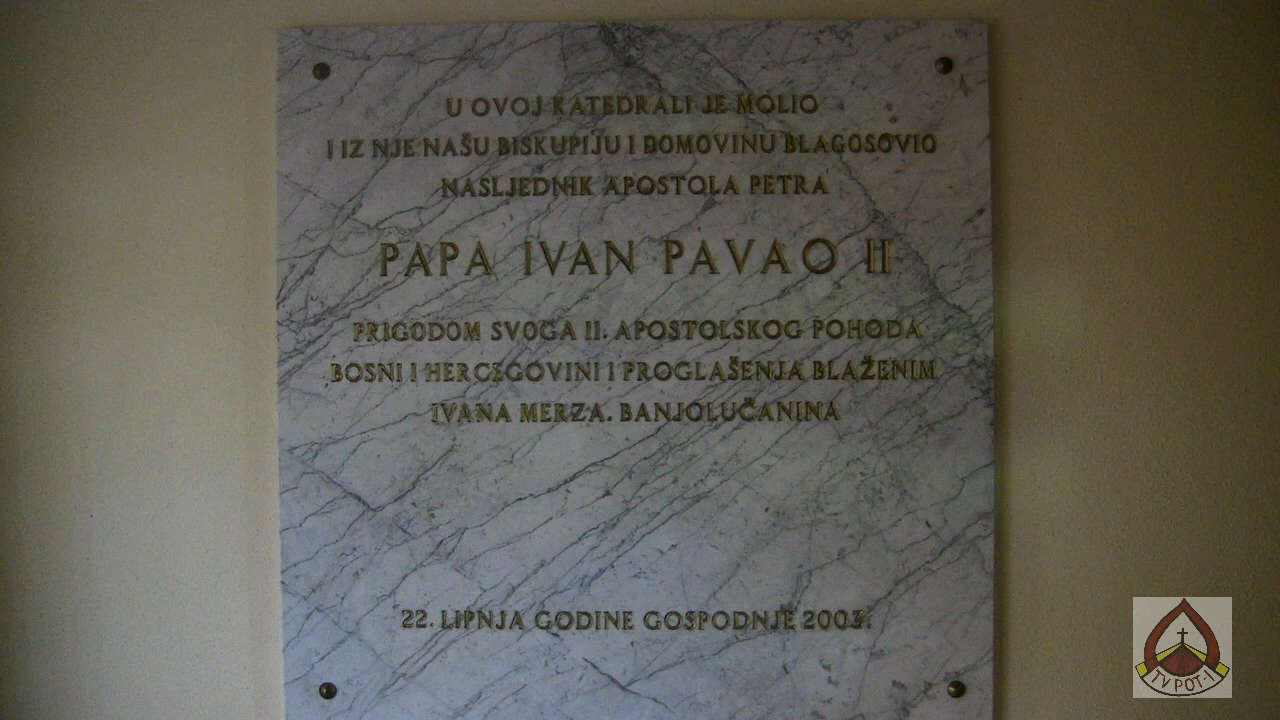 U OVOJ KATEDRALI JE MOLIO
I IZ NJE NAŠU BISKUPIJU I DOMOVINU BLAGOSOVIO
NASLJEDNIK APOSTOLA PETRA
PAPA IVAN PAVAO II
PRIGODOM SVOGA II. APOSTOLSKOG POHODA
BOSNI I HERCEGOVINI I PROGLAŠENJA BLAŽENIM
IVANA MERZA. BANJOLUČANINA
22. LIPNJA GODINE GOSPODNJE 2003.
TV POT-1